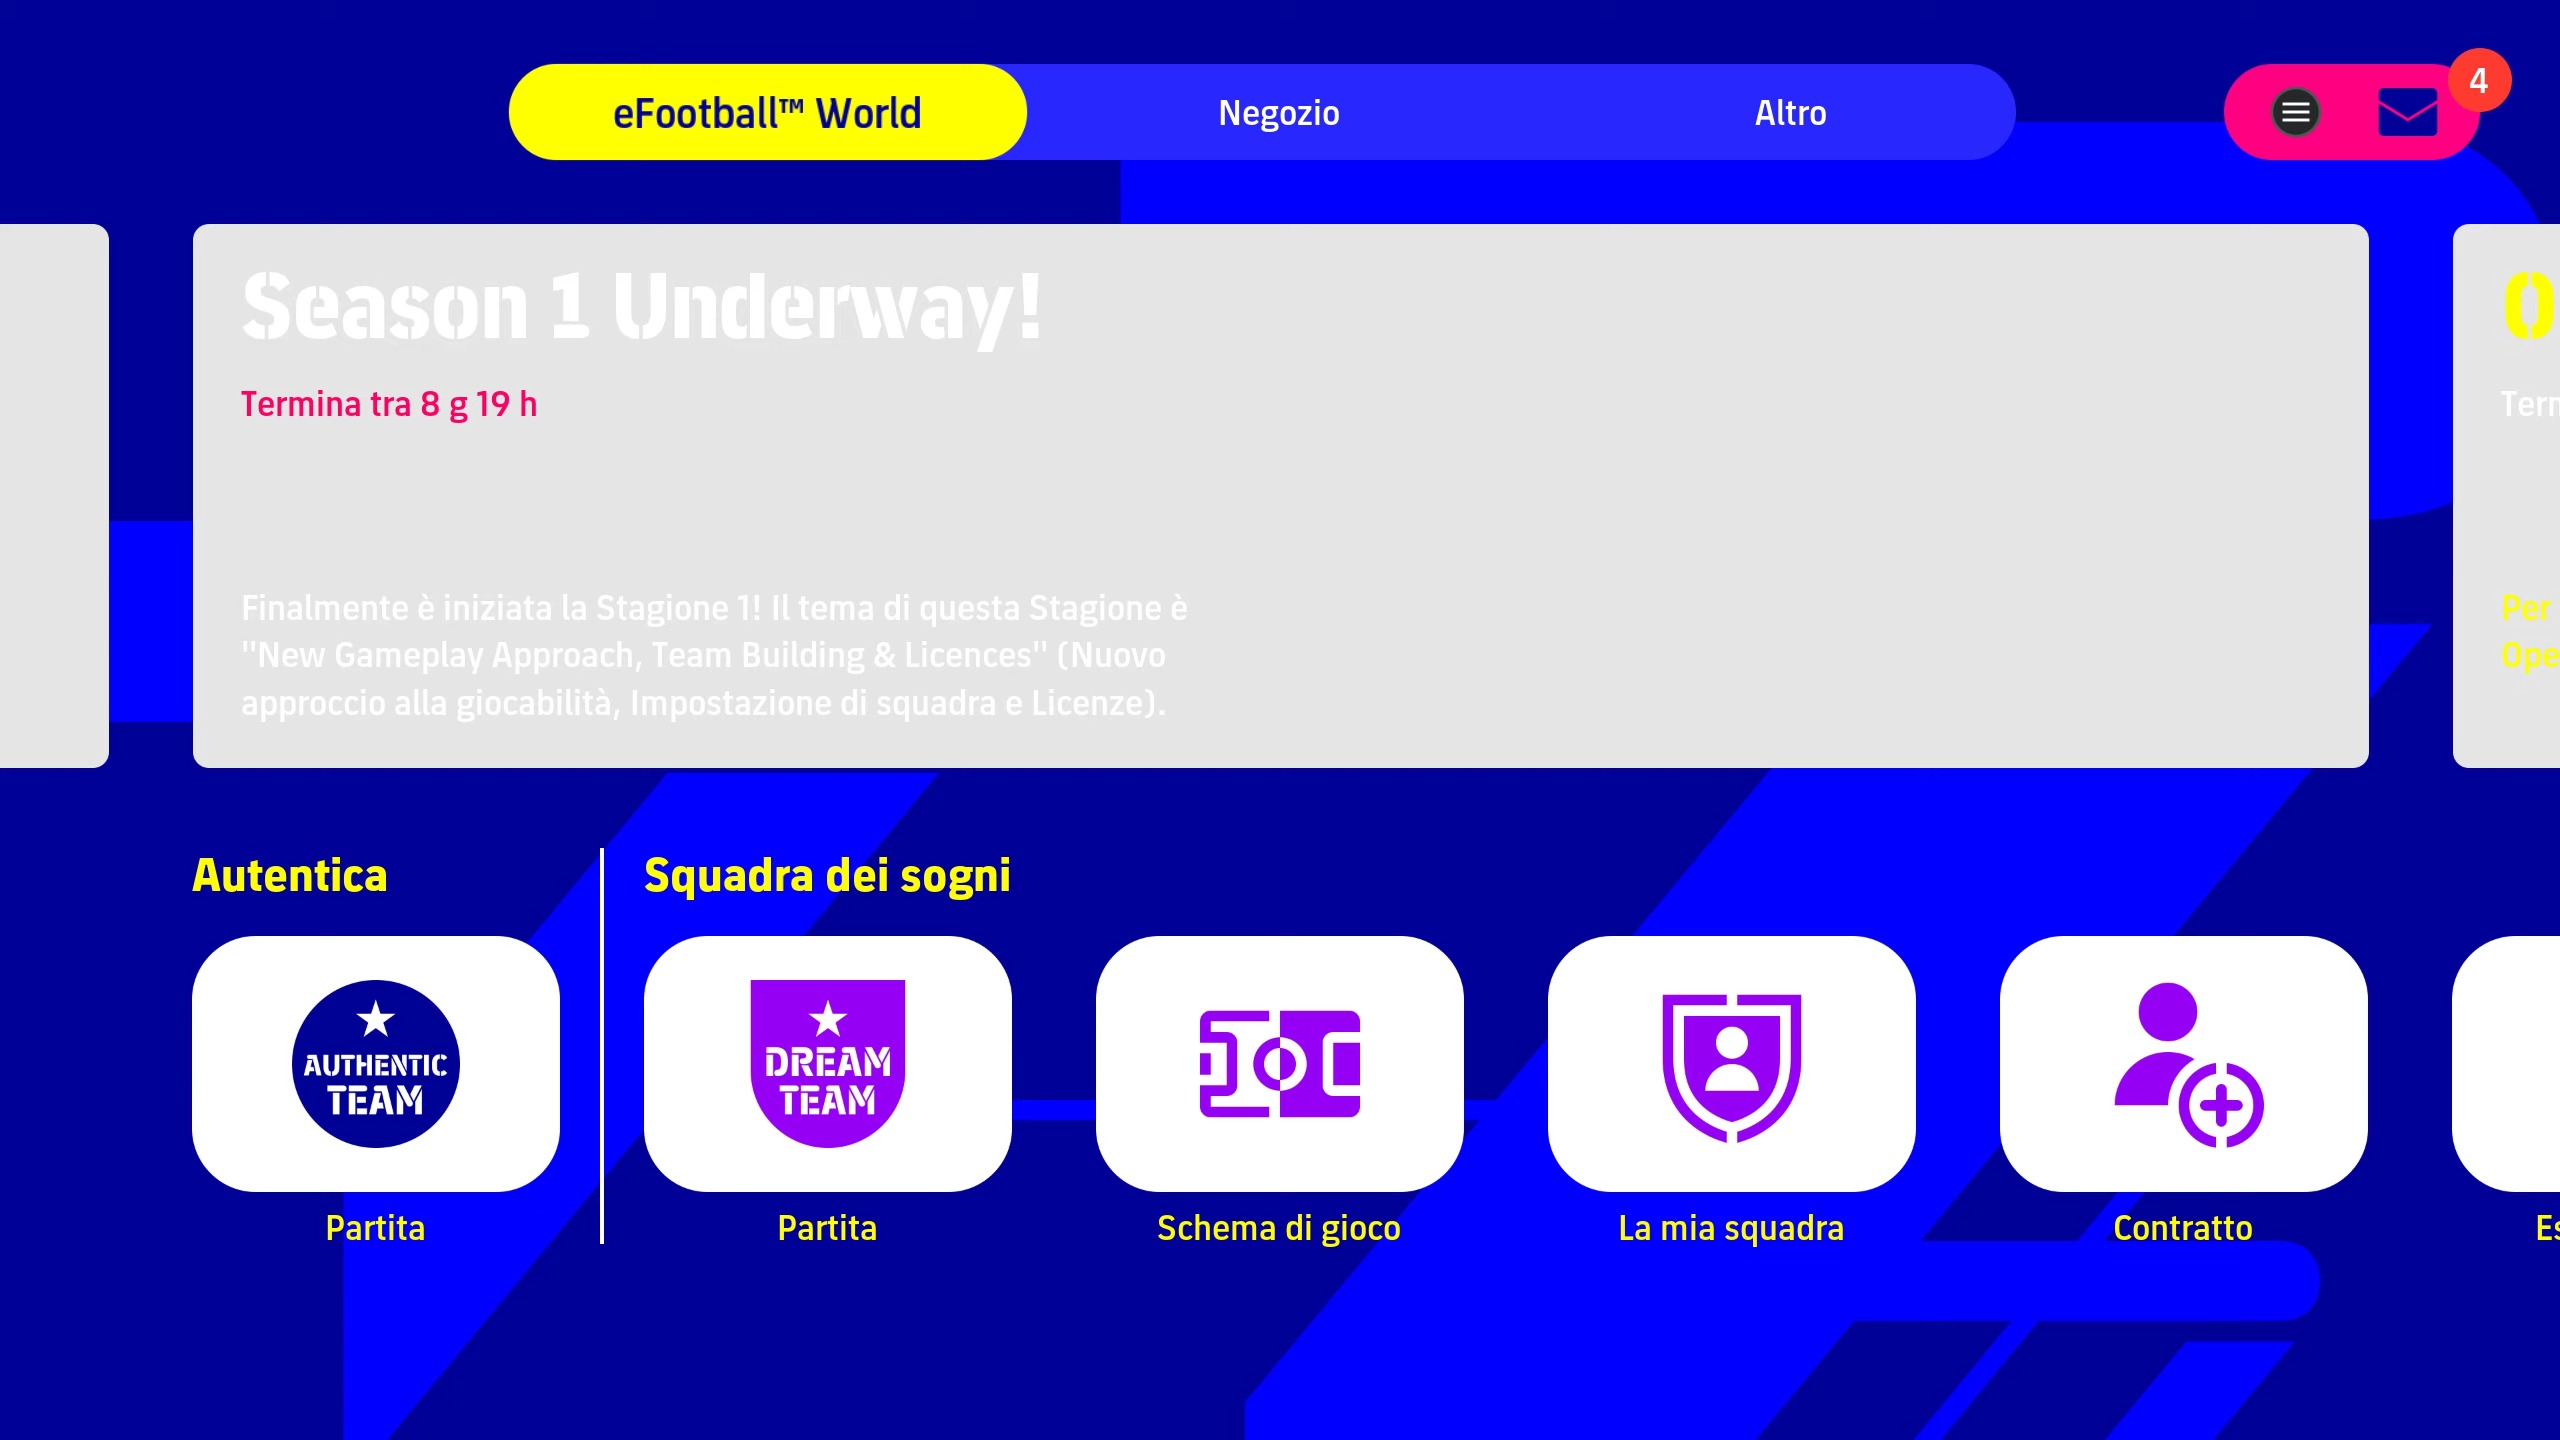 eFootball™ World
Negozio
Altro
4
Season 1 Underway!
Termina tra 8 g 19 h
Finalmente è iniziata la Stagione 1! Il tema di questa Stagione è
"New Gameplay Approach, Team Building & Licences" (Nuovo
approccio alla giocabilità, Impostazione di squadra e Licenze).
Per
Autentica
Squadra dei sogni
AUTHENTIC
TEAM
DREAM
TEAM
Partita
Partita
Schema di gioco
La mia squadra
Contratto